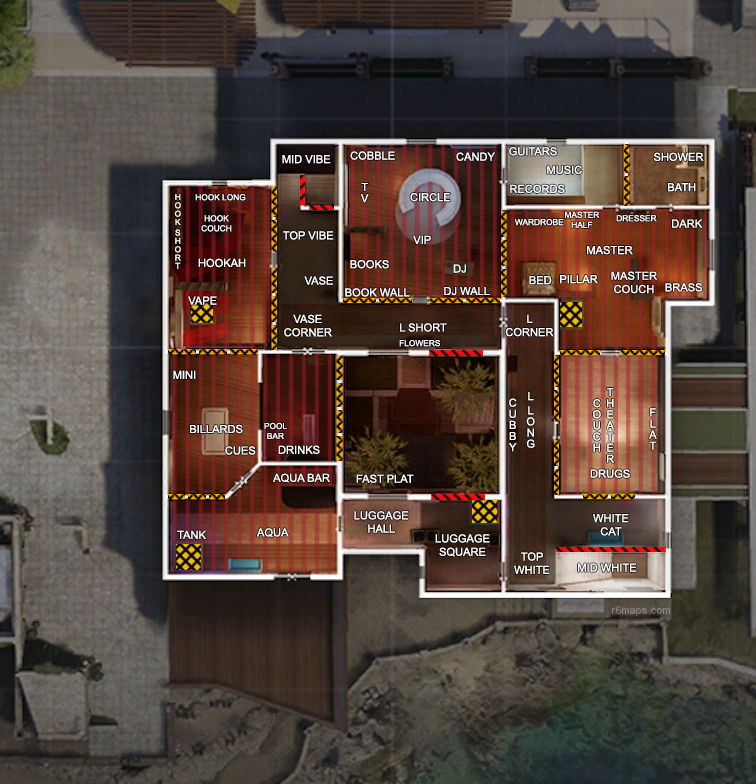 MID VIBE
COBBLE
CANDY
GUITARS
MUSIC
RECORDS
SHOWER
BATH
HOOK LONG
HOOK SHORT
HOOK
COUCH
HOOKAH
VAPE
TOP VIBE
VASE
VASE
CORNER
TV
CIRCLE
VIP
BOOKS
DJ
BOOK WALL
DJ WALL
WARDROBE
MASTER
HALF
DRESSER
DARK
MASTER
BED
PILLAR
MASTER
COUCH
BRASS
L SHORT
FLOWERS
L
CORNER
MINI
BILLARDS
CUES
POOL
BAR
DRINKS
CUBBY
L LONG
COUCH
THEATER
FLAT
DRUGS
AQUA BAR
FAST PLAT
TANK
AQUA
LUGGAGE
HALL
LUGGAGE
SQUARE
TOP
WHITE
WHITE
CAT
MID WHITE
r6maps.com